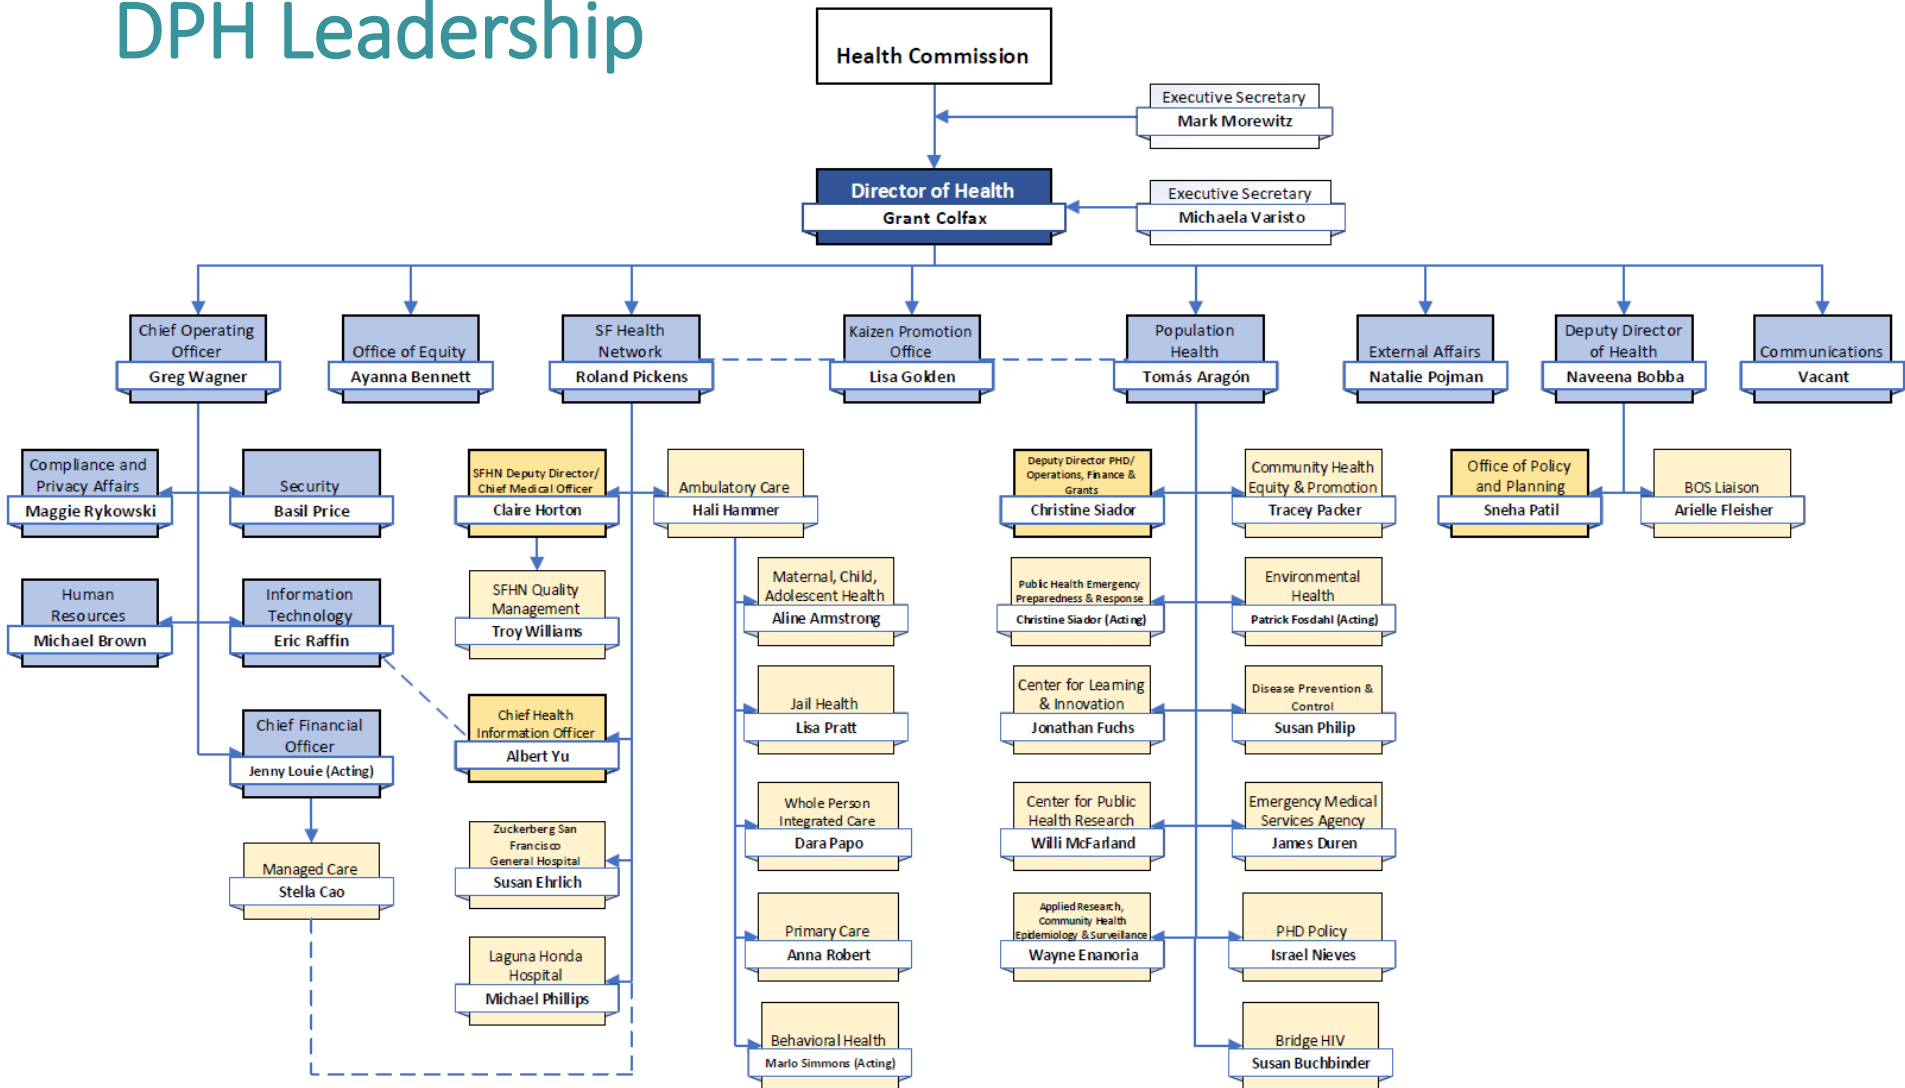 DPH Leadership
Health Commission
Executive Secretary
Mark Morewitz
Director of Health
Grant Colfax
Executive Secretary
Michaela Varisto
Chief Operating
Officer
Greg Wagner
Office of Equity
Ayanna Bennett
SF Health
Network
Roland Pickens
Kaizen Promotion
Office
Lisa Golden
Population
Health
Tomás Aragón
External Affairs
Natalie Pojman
Deputy Director
of Health
Naveena Bobba
Communications
Vacant
Compliance and
Privacy Affairs
Maggie Rykowski
Security
Basil Price
SFHN Deputy Director/
Chief Medical Officer
Claire Horton
Ambulatory Care
Hali Hammer
Deputy Director PHD/
Operations, Finance &
Grants
Christine Siador
Community Health
Equity & Promotion
Tracey Packer
Office of Policy
and Planning
Sneha Patil
BOS Liaison
Arielle Fleisher
Human
Resources
Michael Brown
Information
Technology
Eric Raffin
SFHN Quality
Management
Troy Williams
Maternal, Child,
Adolescent Health
Aline Armstrong
Public Health Emergency
Preparedness & Response
Christine Siador (Acting)
Environmental
Health
Patrick Fosdahl (Acting)
Chief Financial
Officer
Jenny Louie (Acting)
Chief Health
Information Officer
Albert Yu
Jail Health
Lisa Pratt
Center for Learning
& Innovation
Jonathan Fuchs
Disease Prevention &
Control
Susan Philip
Managed Care
Stella Cao
Zuckerberg San
Francisco
General Hospital
Susan Ehrlich
Whole Person
Integrated Care
Dara Papo
Center for Public
Health Research
Willi McFarland
Emergency Medical
Services Agency
James Duren
Laguna Honda
Hospital
Michael Phillips
Primary Care
Anna Robert
Applied Research,
Community Health
Epidemiology & Surveillance
Wayne Enanoria
PHD Policy
Israel Nieves
Behavioral Health
Marlo Simmons (Acting)
Bridge HIV
Susan Buchbinder